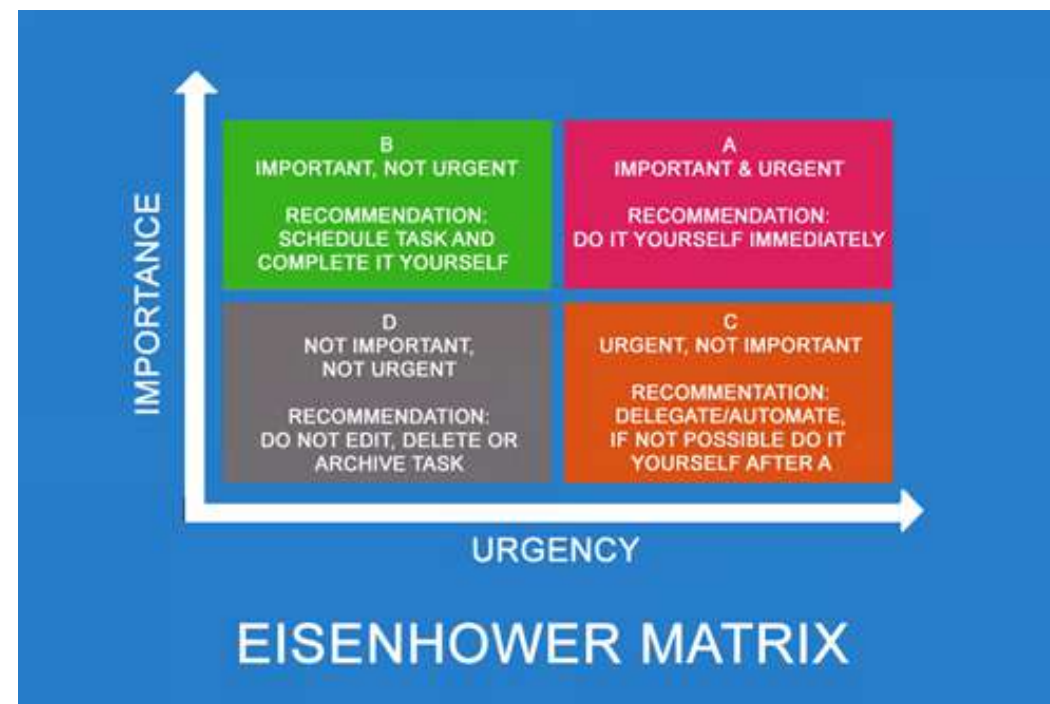 IMPORTANCE
B
IMPORTANT, NOT URGENT
RECOMMENDATION:
SCHEDULE TASK AND
COMPLETE IT YOURSELF
A
IMPORTANT & URGENT
RECOMMENDATION:
DO IT YOURSELF IMMEDIATELY
D
NOT IMPORTANT,
NOT URGENT
RECOMMENDATION:
DO NOT EDIT, DELETE OR
ARCHIVE TASK
C
URGENT, NOT IMPORTANT
RECOMMENTATION:
DELEGATE/AUTOMATE,
IF NOT POSSIBLE DO IT
YOURSELF AFTER A
URGENCY
EISENHOWER MATRIX